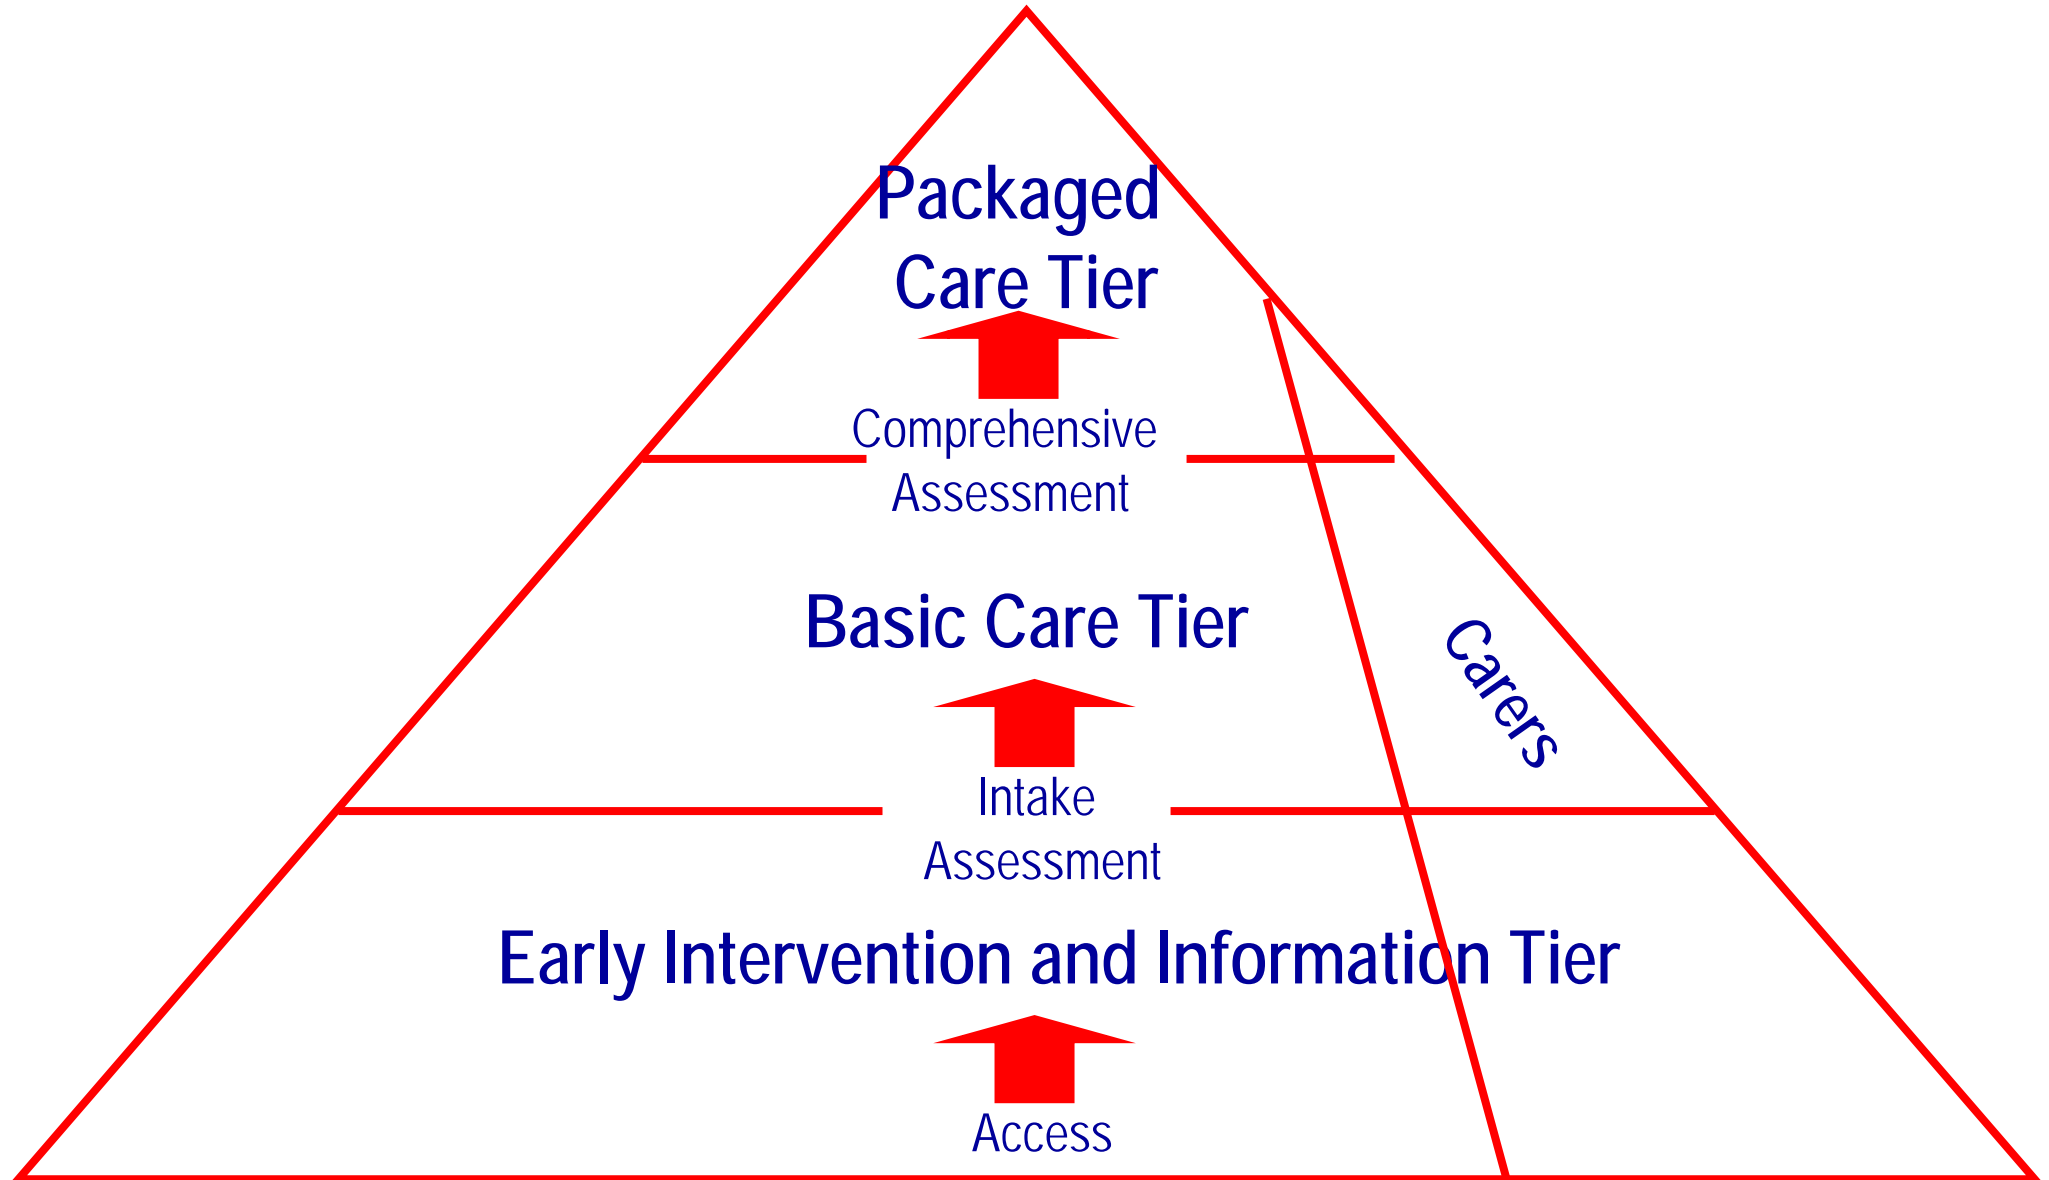 Packaged
Care Tier
Comprehensive
Assessment
Basic Care Tier
Carers
Intake
Assessment
Early Intervention and Information Tier
Access